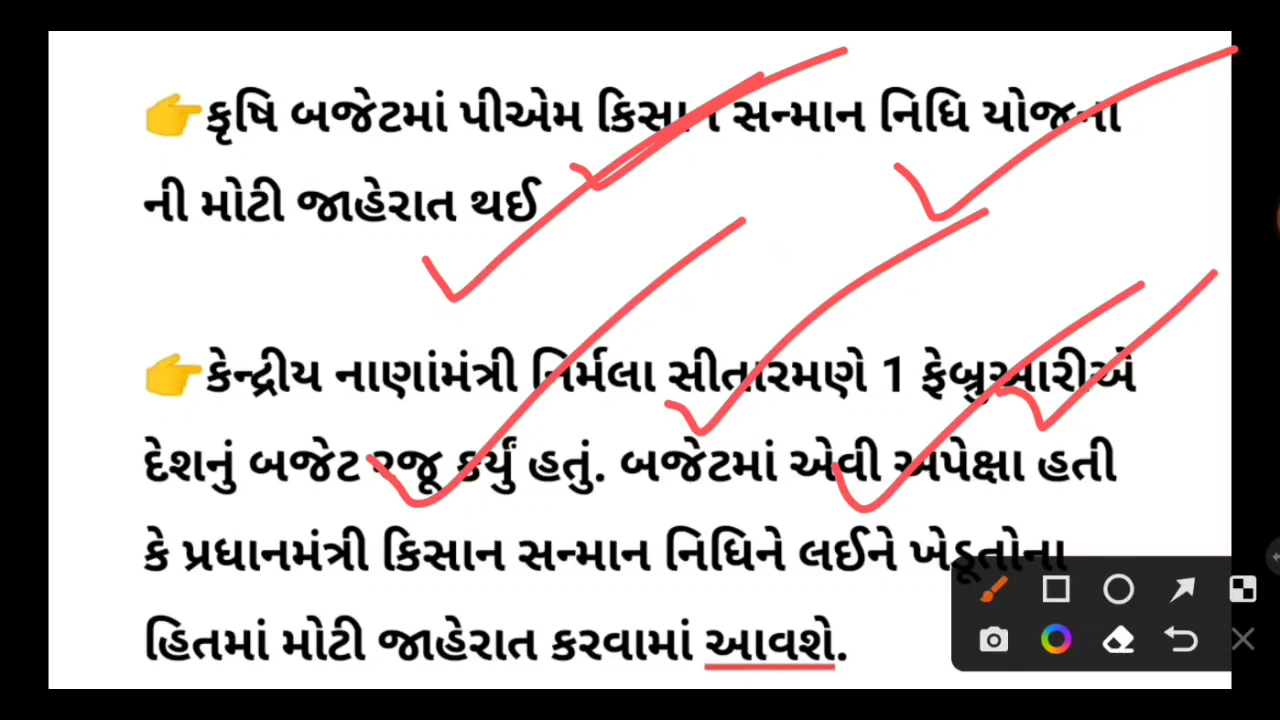 👉કૃષિ બજેટમાં પીએમ કિસાન સન્માન નિધિ યોજના
ની મોટી જાહેરાત થઈ
👉કેન્દ્રીય નાણાંમંત્રી નિર્મલા સીતારમણે 1 ફેબ્રુઆરીએ
દેશનું બજેટ રજૂ કર્યું હતું. બજેટમાં એવી અપેક્ષા હતી
કે પ્રધાનમંત્રી કિસાન સન્માન નિધિને લઈને ખેડૂતોના
હિતમાં મોટી જાહેરાત કરવામાં આવશે.